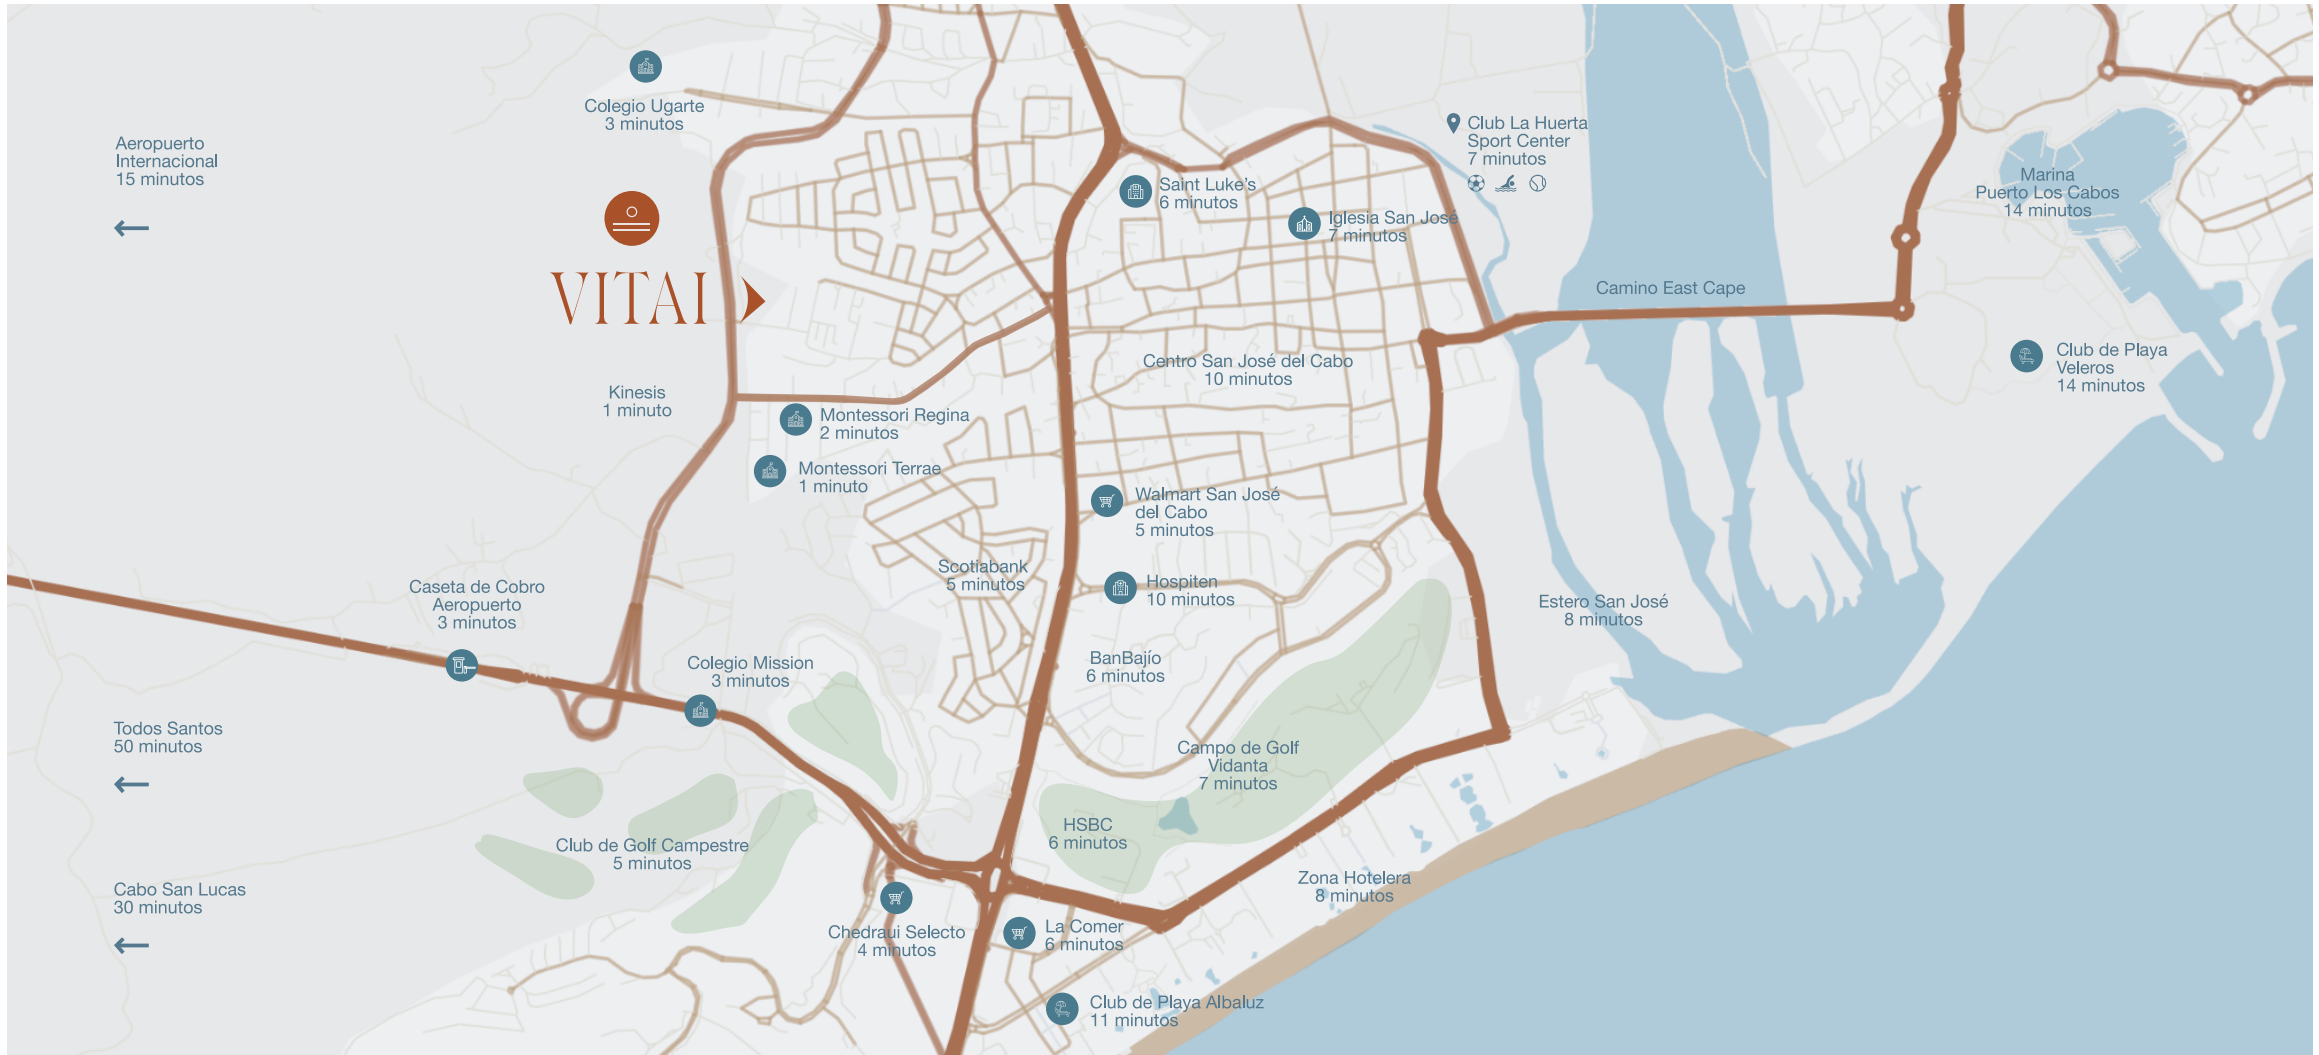 Colegio Ugarte
3 minutos
Aeropuerto
Internacional
15 minutos
VITAI
Club La Huerta
Sport Center
7 minutos
Saint Luke's
6 minutos
Iglesia San José
7 minutos
Marina
Puerto Los Cabos
14 minutos
Camino East Cape
Centro San José del Cabo
10 minutos
Club de Playa
Veleros
14 minutos
Kinesis
1 minuto
Montessori Regina
2 minutos
Montessori Terrae
1 minuto
Walmart San José
del Cabo
5 minutos
Scotiabank
5 minutos
Hospiten
10 minutos
Caseta de Cobro
Aeropuerto
3 minutos
Estero San José
8 minutos
Colegio Mission
3 minutos
BanBajío
6 minutos
Todos Santos
50 minutos
Campo de Golf
Vidanta
7 minutos
HSBC
6 minutos
Club de Golf Campestre
5 minutos
Zona Hotelera
8 minutos
Cabo San Lucas
30 minutos
Chedraui Selecto
4 minutos
La Comer
6 minutos
Club de Playa Albaluz
11 minutos